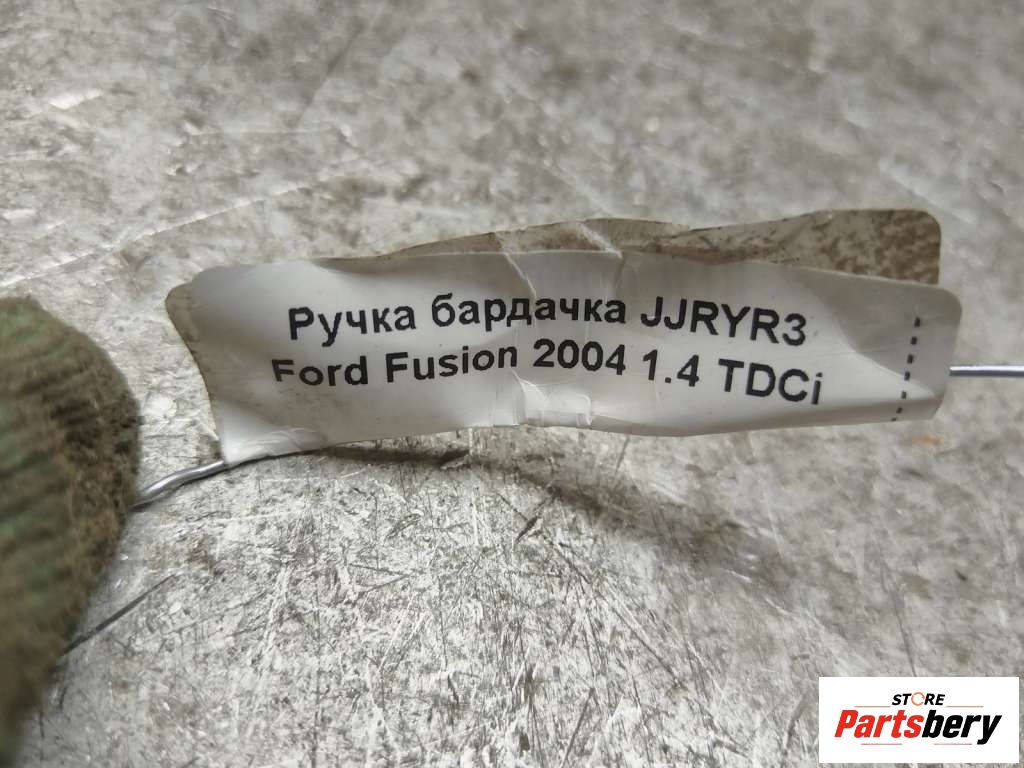 Ручка бардачка JJRYR3
Ford Fusion 2004 1.4 TDCi
STORE
Partsbery